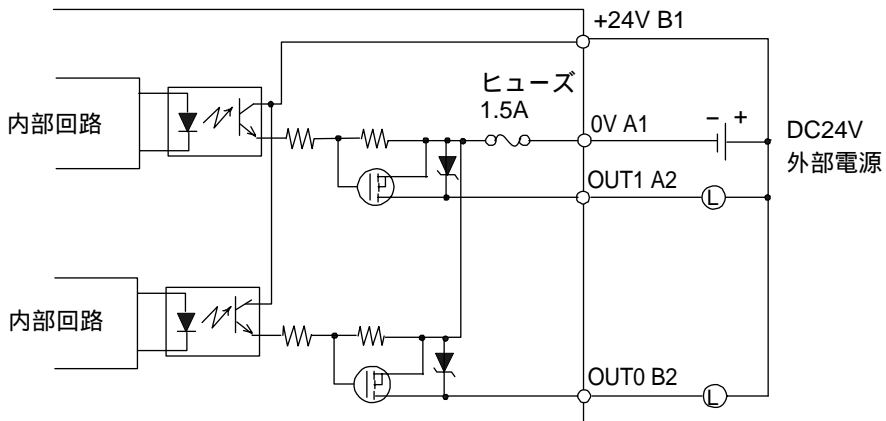 +24V B1
ヒューズ
1.5A
内部回路
0V A1
− +
DC24V
外部電源
OUT1 A2
L
内部回路
OUT0 B2
L